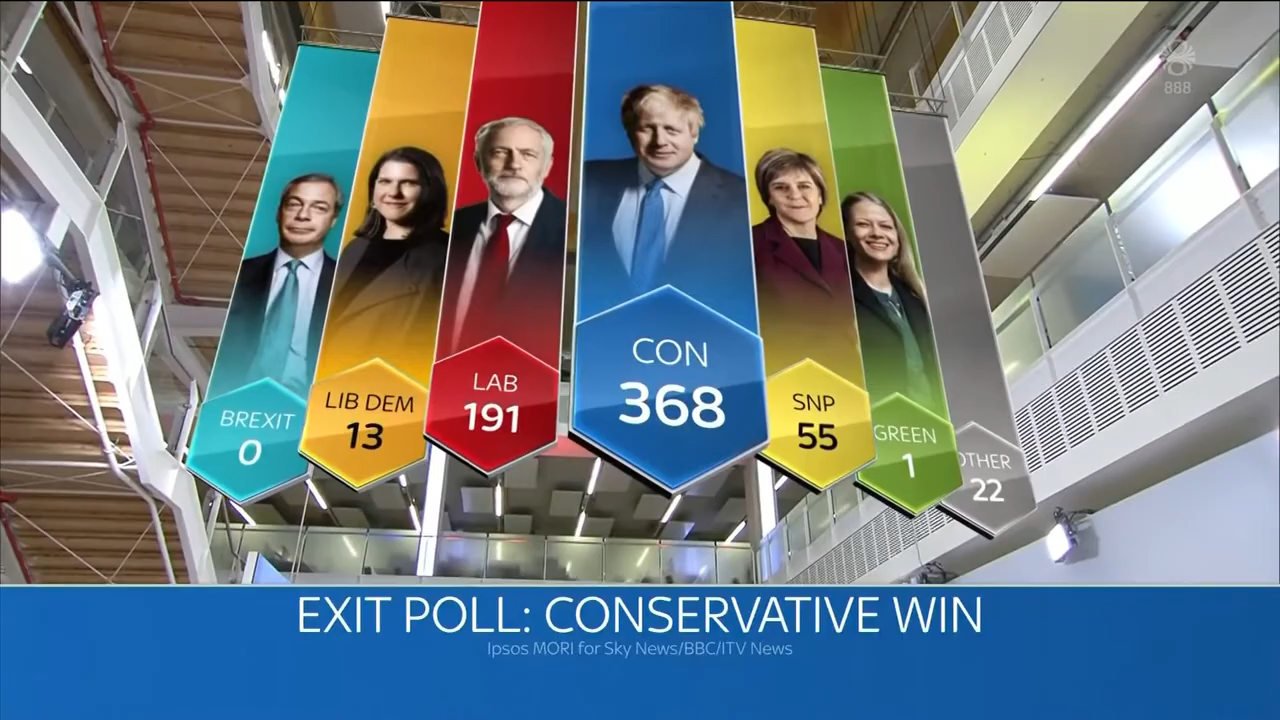 888
CON
368
LAB
191
LIB DEM
13
BREXIT
0
SNP
55
GREEN
1
OTHER
22
EXIT POLL: CONSERVATIVE WIN
Ipsos MORI for Sky News/BBC/ITV News